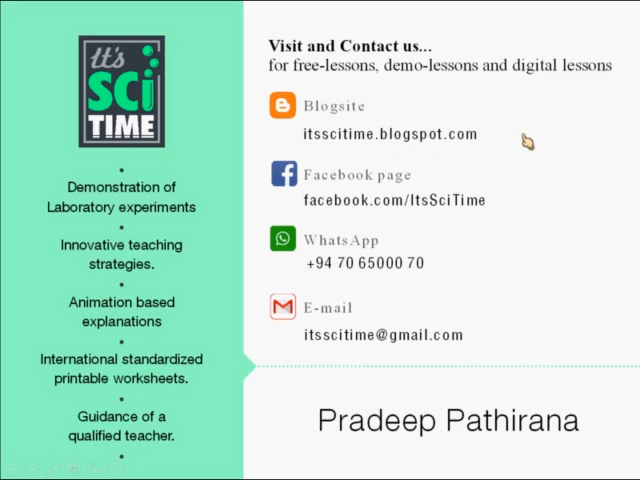 it's
SCi
TIME
Demonstration of
Laboratory experiments
Innovative teaching
strategies.
Animation based
explanations
International standardized
printable worksheets.
Guidance of a
qualified teacher.
Visit and Contact us...
for free-lessons, demo-lessons and digital lessons
Blogsite
itsscitime.blogspot.com
Facebook page
facebook.com/ItsSciTime
WhatsApp
+94 70 65000 70
E-mail
itsscitime@gmail.com
Pradeep Pathirana